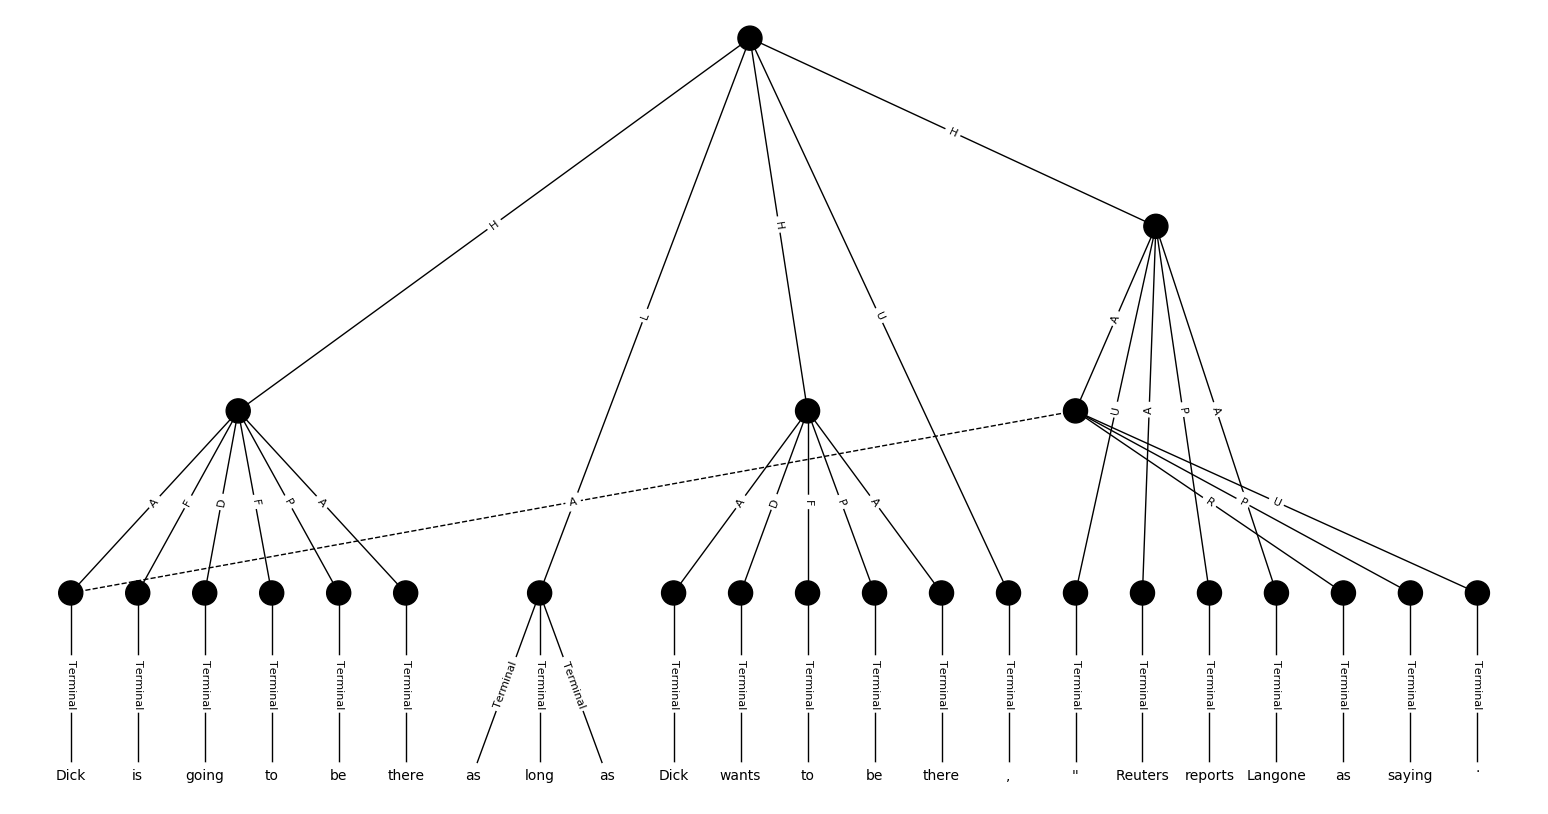 H
H
H
L
U
A
A
U
A
P
A
A
F
D
F
P
A
A
A
D
F
P
A
R
P
U
Terminal Terminal Terminal Terminal Terminal Terminal Terminal Terminal Terminal Terminal Terminal Terminal Terminal Terminal Terminal Terminal Terminal Terminal Terminal Terminal Terminal Terminal
Dick is going to be there as long as Dick wants to be there , " Reuters reports Langone as saying .